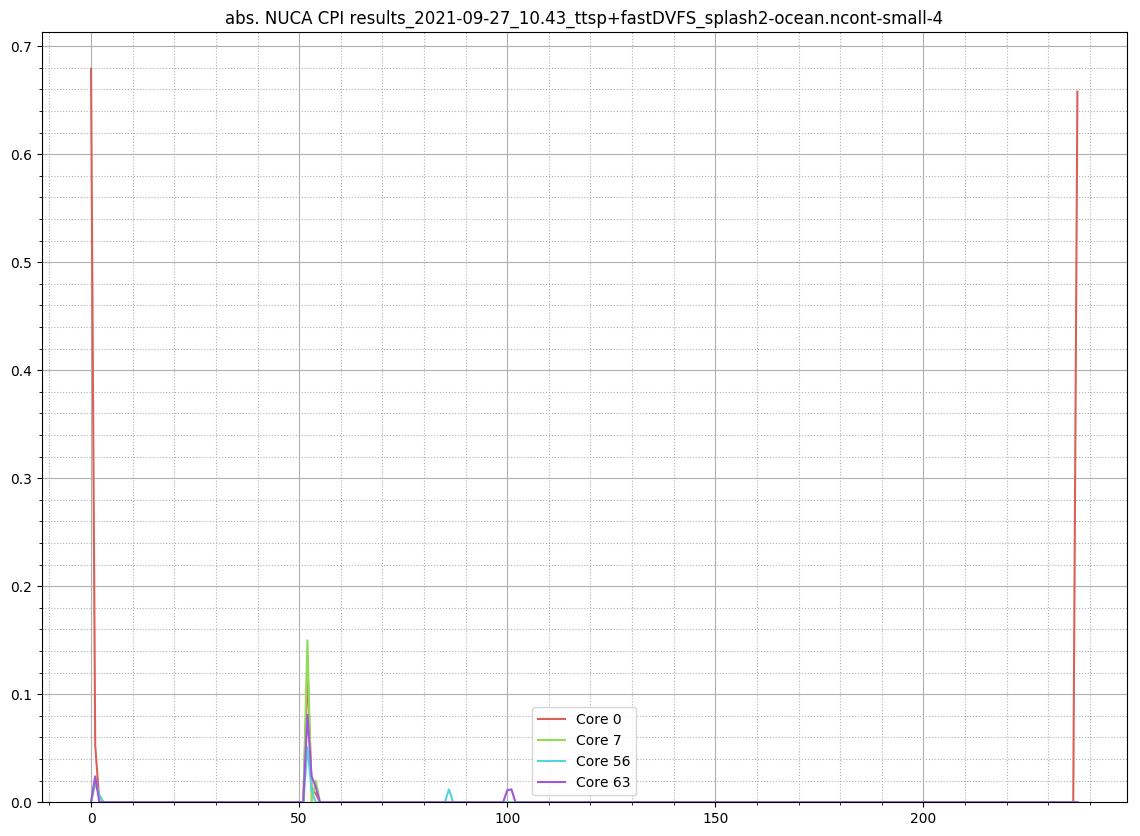 abs. NUCA CPI results_2021-09-27_10.43_ttsp+fastDVFS_splash2-ocean.ncont-small-4
0.7
0.6
0.5
0.4
0.3
0.2
0.1
0.0
Core 0
Core 7
Core 56
Core 63
0 50 100 150 200